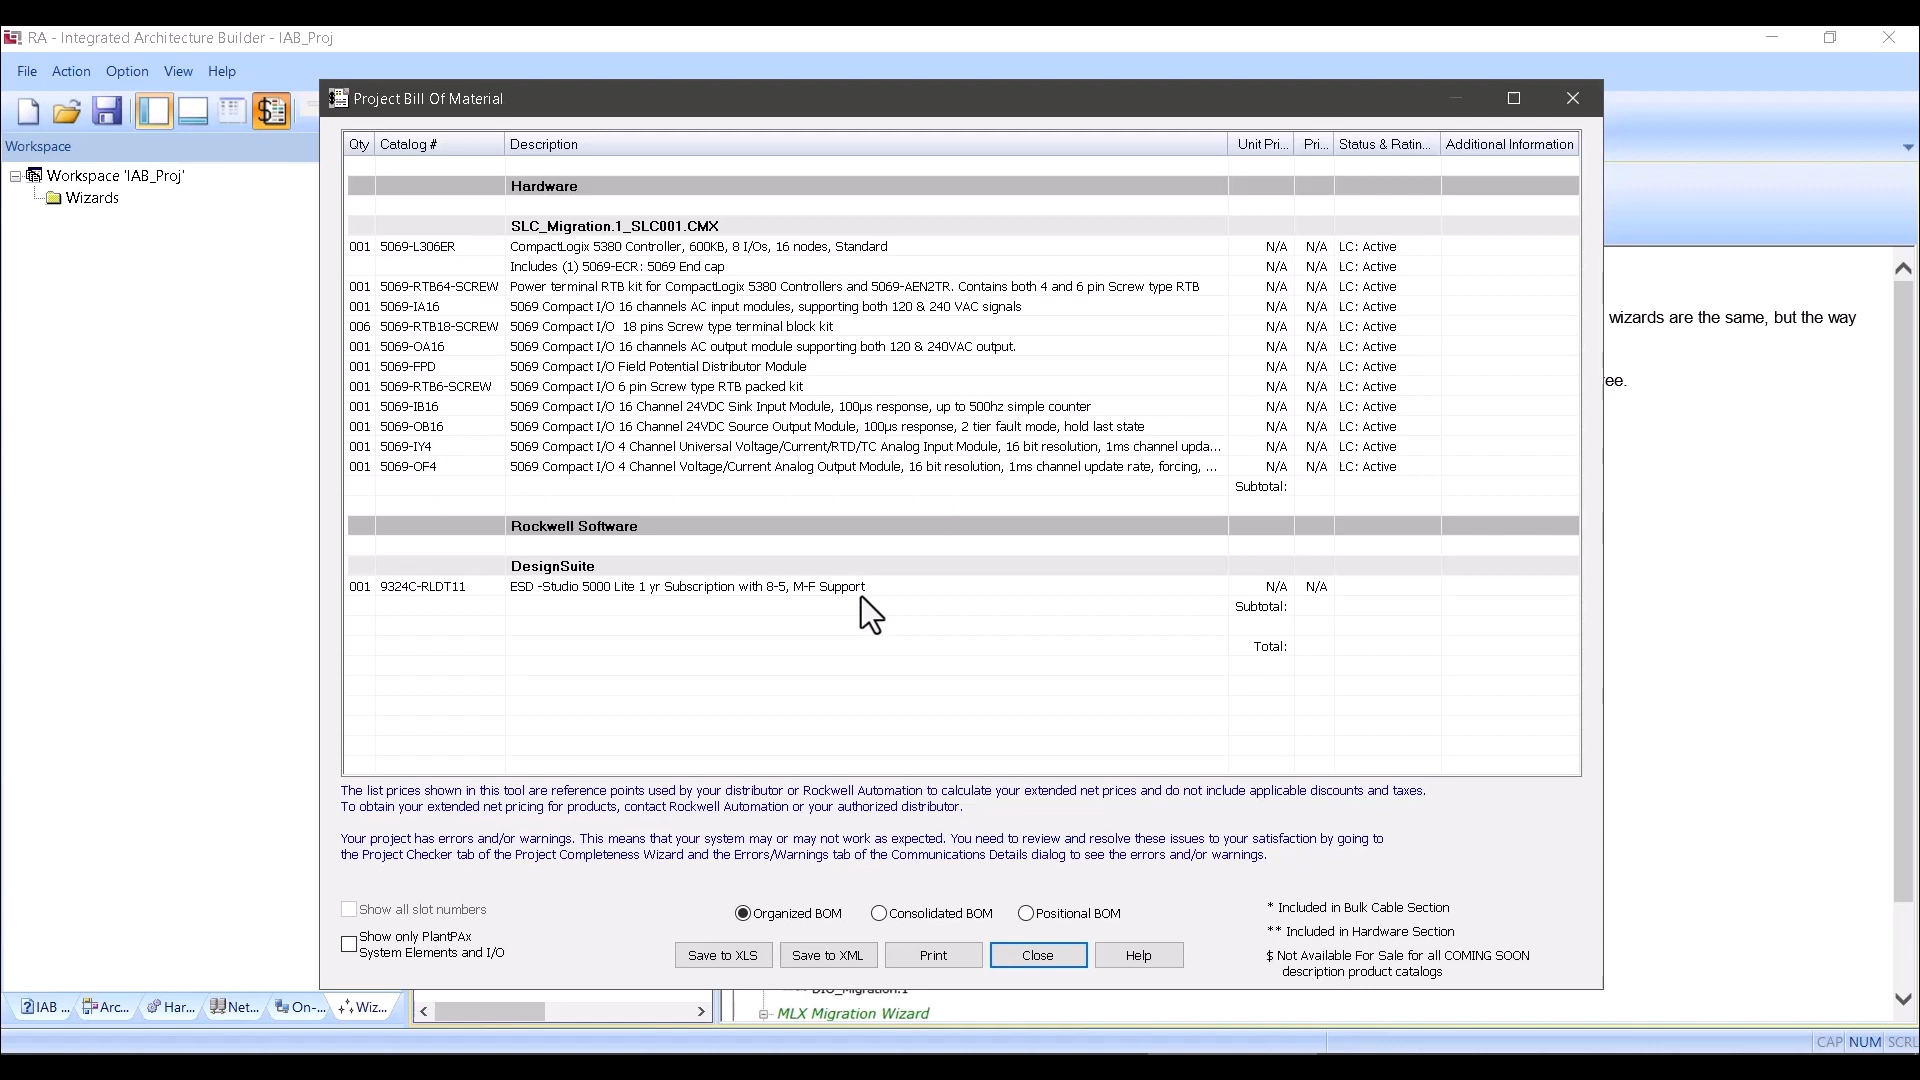 RA - Integrated Architecture Builder - IAB_Proj
File Action Option View Help
Workspace
Workspace 'IAB_Proj'
Wizards
Project Bill Of Material
Qty Catalog # Description Unit Pri... Pri... Status & Ratin... Additional Information
Hardware
SLC_Migration.1_SLC001.CMX
001 5069-L306ER CompactLogix 5380 Controller, 600KB, 8 I/Os, 16 nodes, Standard N/A N/A LC: Active
Includes (1) 5069-ECR: 5069 End cap N/A N/A LC: Active
001 5069-RTB64-SCREW Power terminal RTB kit for CompactLogix 5380 Controllers and 5069-AEN2TR. Contains both 4 and 6 pin Screw type RTB N/A N/A LC: Active
001 5069-IA16 5069 Compact I/O 16 channels AC input modules, supporting both 120 & 240 VAC signals N/A N/A LC: Active
006 5069-RTB18-SCREW 5069 Compact I/O 18 pins Screw type terminal block kit N/A N/A LC: Active
001 5069-OA16 5069 Compact I/O 16 channels AC output module supporting both 120 & 240VAC output. N/A N/A LC: Active
001 5069-FPD 5069 Compact I/O Field Potential Distributor Module N/A N/A LC: Active
001 5069-RTB6-SCREW 5069 Compact I/O 6 pin Screw type RTB packed kit N/A N/A LC: Active
001 5069-IB16 5069 Compact I/O 16 Channel 24VDC Sink Input Module, 100µs response, up to 500hz simple counter N/A N/A LC: Active
001 5069-OB16 5069 Compact I/O 16 Channel 24VDC Source Output Module, 100µs response, 2 tier fault mode, hold last state N/A N/A LC: Active
001 5069-IY4 5069 Compact I/O 4 Channel Universal Voltage/Current/RTD/TC Analog Input Module, 16 bit resolution, 1ms channel upda... N/A N/A LC: Active
001 5069-OF4 5069 Compact I/O 4 Channel Voltage/Current Analog Output Module, 16 bit resolution, 1ms channel update rate, forcing, ... N/A N/A LC: Active
Subtotal:
Rockwell Software
DesignSuite
001 9324C-RLDT11 ESD -Studio 5000 Lite 1 yr Subscription with 8-5, M-F Support N/A N/A
Subtotal:
Total:
The list prices shown in this tool are reference points used by your distributor or Rockwell Automation to calculate your extended net prices and do not include applicable discounts and taxes.
To obtain your extended net pricing for products, contact Rockwell Automation or your authorized distributor.
Your project has errors and/or warnings. This means that your system may or may not work as expected. You need to review and resolve these issues to your satisfaction by going to
the Project Checker tab of the Project Completeness Wizard and the Errors/Warnings tab of the Communications Details dialog to see the errors and/or warnings.
Show all slot numbers
Show only PlantPAx
System Elements and I/O
Organized BOM Consolidated BOM Positional BOM
Save to XLS Save to XML Print Close Help
* Included in Bulk Cable Section
** Included in Hardware Section
$ Not Available For Sale for all COMING SOON
description product catalogs
wizards are the same, but the way
ree.
IAB ... Arc... Har... Net... On-... Wiz...
DIO_Migration.1
MLX Migration Wizard
CAP NUM SCRL